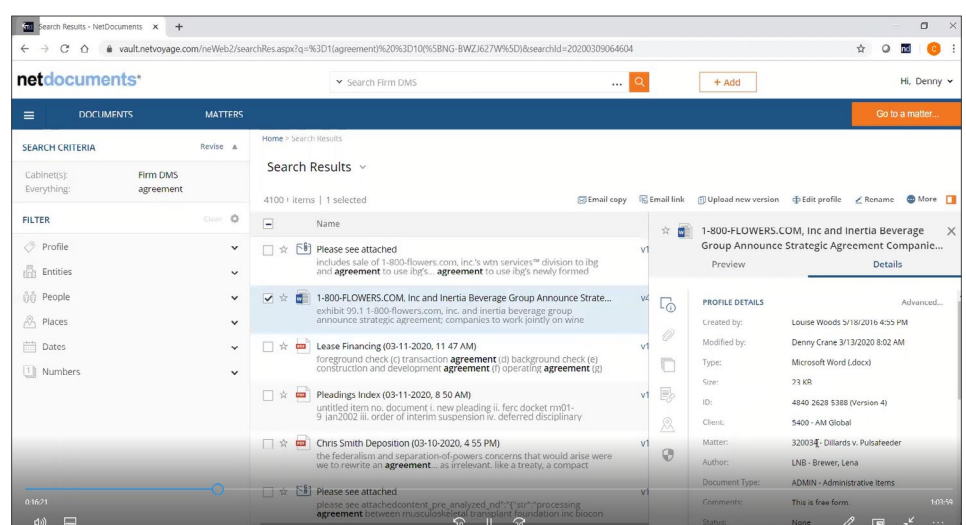 Search Results - NetDocuments
vault.netvoyage.com/neWeb2/searchRes.aspx?q=%3D1(agreement)%20%3D10(%5BNG-BWZJ627W%5D)&searchId=20200309064604
netdocuments
Search Firm DMS
...
+ Add
Hi, Denny
DOCUMENTS
MATTERS
Go to a matter...
SEARCH CRITERIA
Revise
Cabinet(s): Firm DMS
Everything: agreement
FILTER
Clear
Profile
Entities
People
Places
Dates
Numbers
Home > Search Results
Search Results
4100+ items | 1 selected
Email copy
Email link
Upload new version
Edit profile
Rename
More
Name
Please see attached
v1
includes sale of 1-800-flowers.com, inc.'s wtn services™ division to ibg
and agreement to use ibg's... agreement to use ibg's newly formed
1-800-FLOWERS.COM, Inc and Inertia Beverage Group Announce Strate...
v4
exhibit 99.1 1-800-flowers.com, inc. and inertia beverage group
announce strategic agreement; companies to work jointly on wine
Lease Financing (03-11-2020, 11 47 AM)
v1
foreground check (c) transaction agreement (d) background check (e)
construction and development agreement (f) operating agreement (g)
Pleadings Index (03-11-2020, 8 50 AM)
v1
untitled item no. document i. new pleading ii. ferc docket rm01-
9 jan2002 iii. order of interim suspension iv. deferred disciplinary
Chris Smith Deposition (03-10-2020, 4 55 PM)
v1
the federalism and separation-of-powers concerns that would arise were
we to rewrite an agreement... as irrelevant. like a treaty, a compact
Please see attached
v1
please see attachedcontent_pre_analyzed_nd":"{"str":"processing
agreement between musculoskeletal transplant foundation inc biocon
1-800-FLOWERS.COM, Inc and Inertia Beverage
Group Announce Strategic Agreement Companie...
Preview
Details
PROFILE DETAILS
Advanced...
Created by: Louise Woods 5/18/2016 4:55 PM
Modified by: Denny Crane 3/13/2020 8:02 AM
Type: Microsoft Word (.docx)
Size: 23 KB
ID: 4840-2628-5388 (Version 4)
Client: 5400 - AM Global
Matter: 320034 - Dillards v. Pulsafeeder
Author: LNB - Brewer, Lena
Document Type: ADMIN - Administrative Items
Comments: This is free form.
Status: None
0:16:21
1:03:59